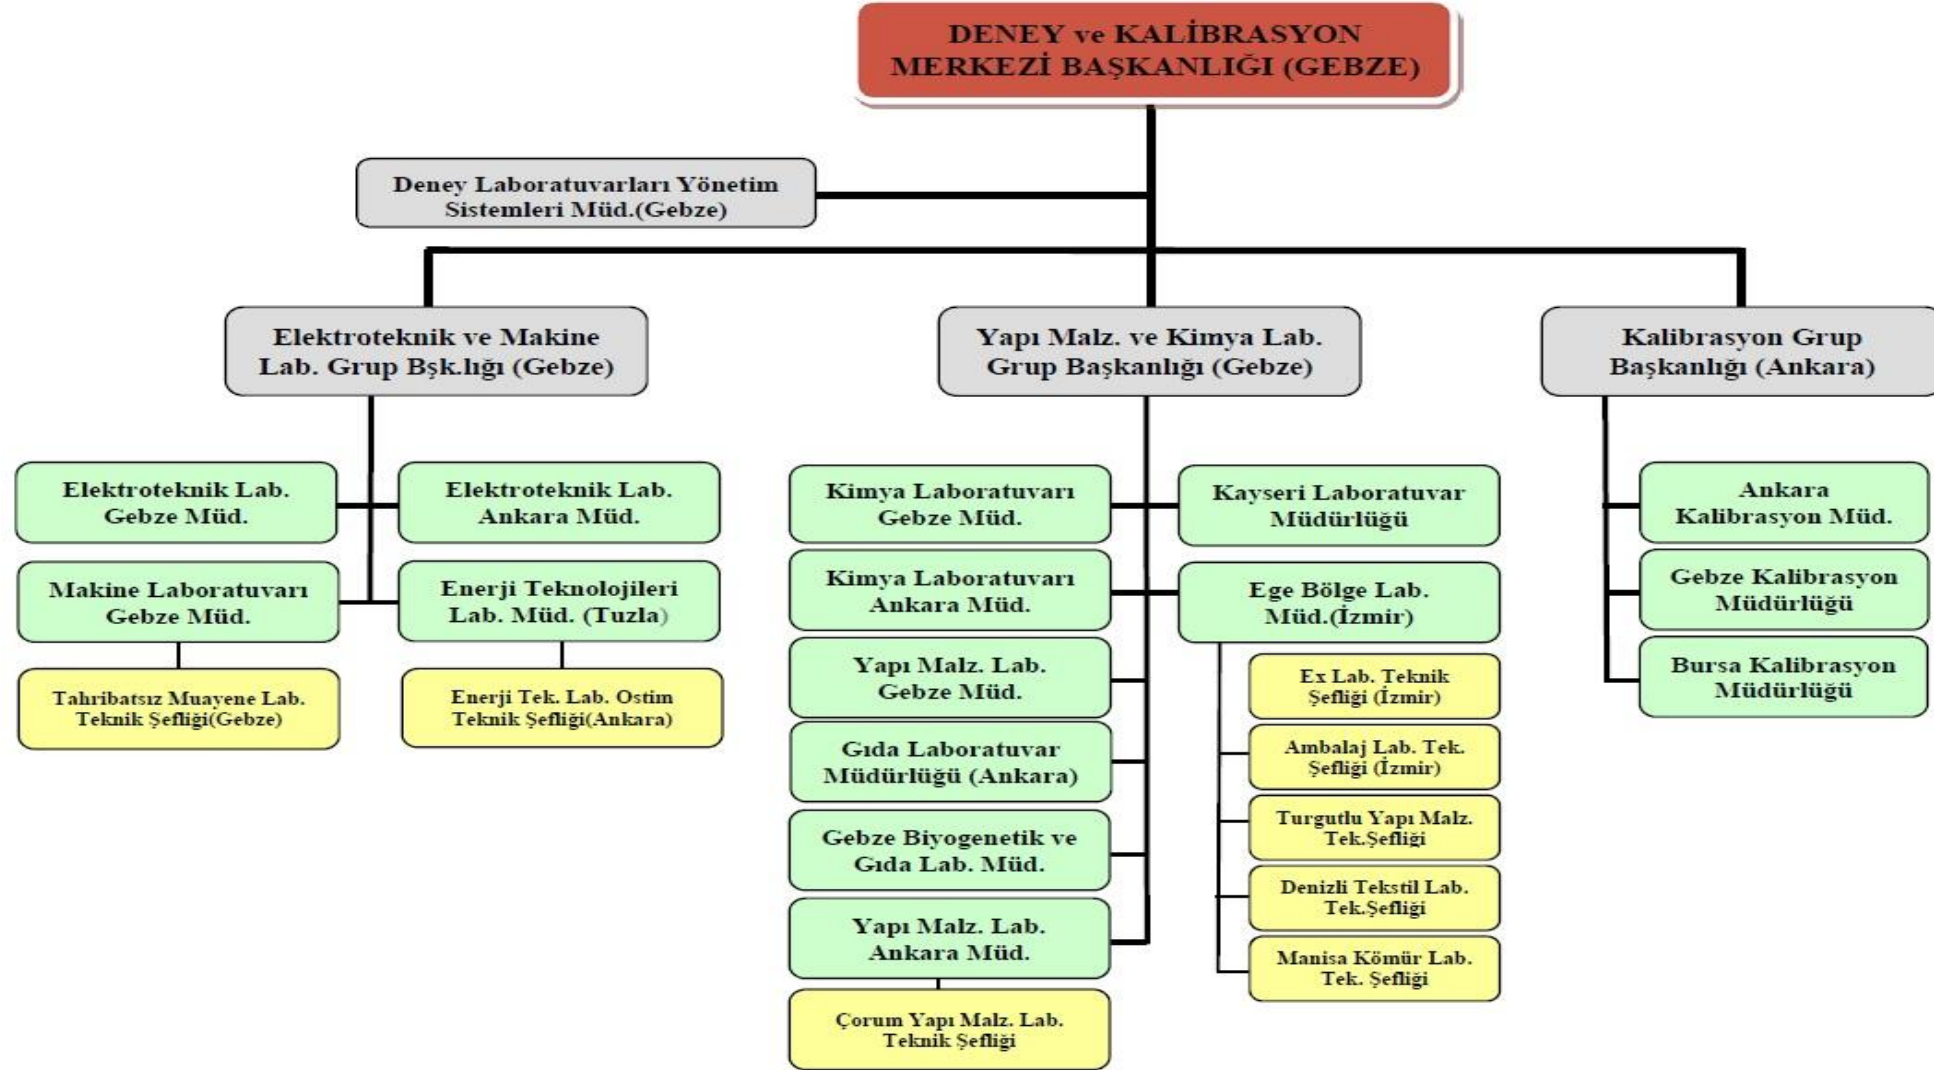 DENEY ve KALİBRASYON
MERKEZİ BAŞKANLIĞI (GEBZE)
Deney Laboratuvarları Yönetim
Sistemleri Müd.(Gebze)
Elektroteknik ve Makine
Lab. Grup Bşk.lığı (Gebze)
Yapı Malz. ve Kimya Lab.
Grup Başkanlığı (Gebze)
Kalibrasyon Grup
Başkanlığı (Ankara)
Elektroteknik Lab.
Gebze Müd.
Elektroteknik Lab.
Ankara Müd.
Makine Laboratuvarı
Gebze Müd.
Enerji Teknolojileri
Lab. Müd. (Tuzla)
Tahribatsız Muayene Lab.
Teknik Şefliği(Gebze)
Enerji Tek. Lab. Ostim
Teknik Şefliği(Ankara)
Kimya Laboratuvarı
Gebze Müd.
Kayseri Laboratuvar
Müdürlüğü
Kimya Laboratuvarı
Ankara Müd.
Ege Bölge Lab.
Müd.(İzmir)
Yapı Malz. Lab.
Gebze Müd.
Gıda Laboratuvar
Müdürlüğü (Ankara)
Gebze Biyogenetik ve
Gıda Lab. Müd.
Yapı Malz. Lab.
Ankara Müd.
Çorum Yapı Malz. Lab.
Teknik Şefliği
Ex Lab. Teknik
Şefliği (İzmir)
Ambalaj Lab. Tek.
Şefliği (İzmir)
Turgutlu Yapı Malz.
Tek.Şefliği
Denizli Tekstil Lab.
Tek.Şefliği
Manisa Kömür Lab.
Tek. Şefliği
Ankara
Kalibrasyon Müd.
Gebze Kalibrasyon
Müdürlüğü
Bursa Kalibrasyon
Müdürlüğü